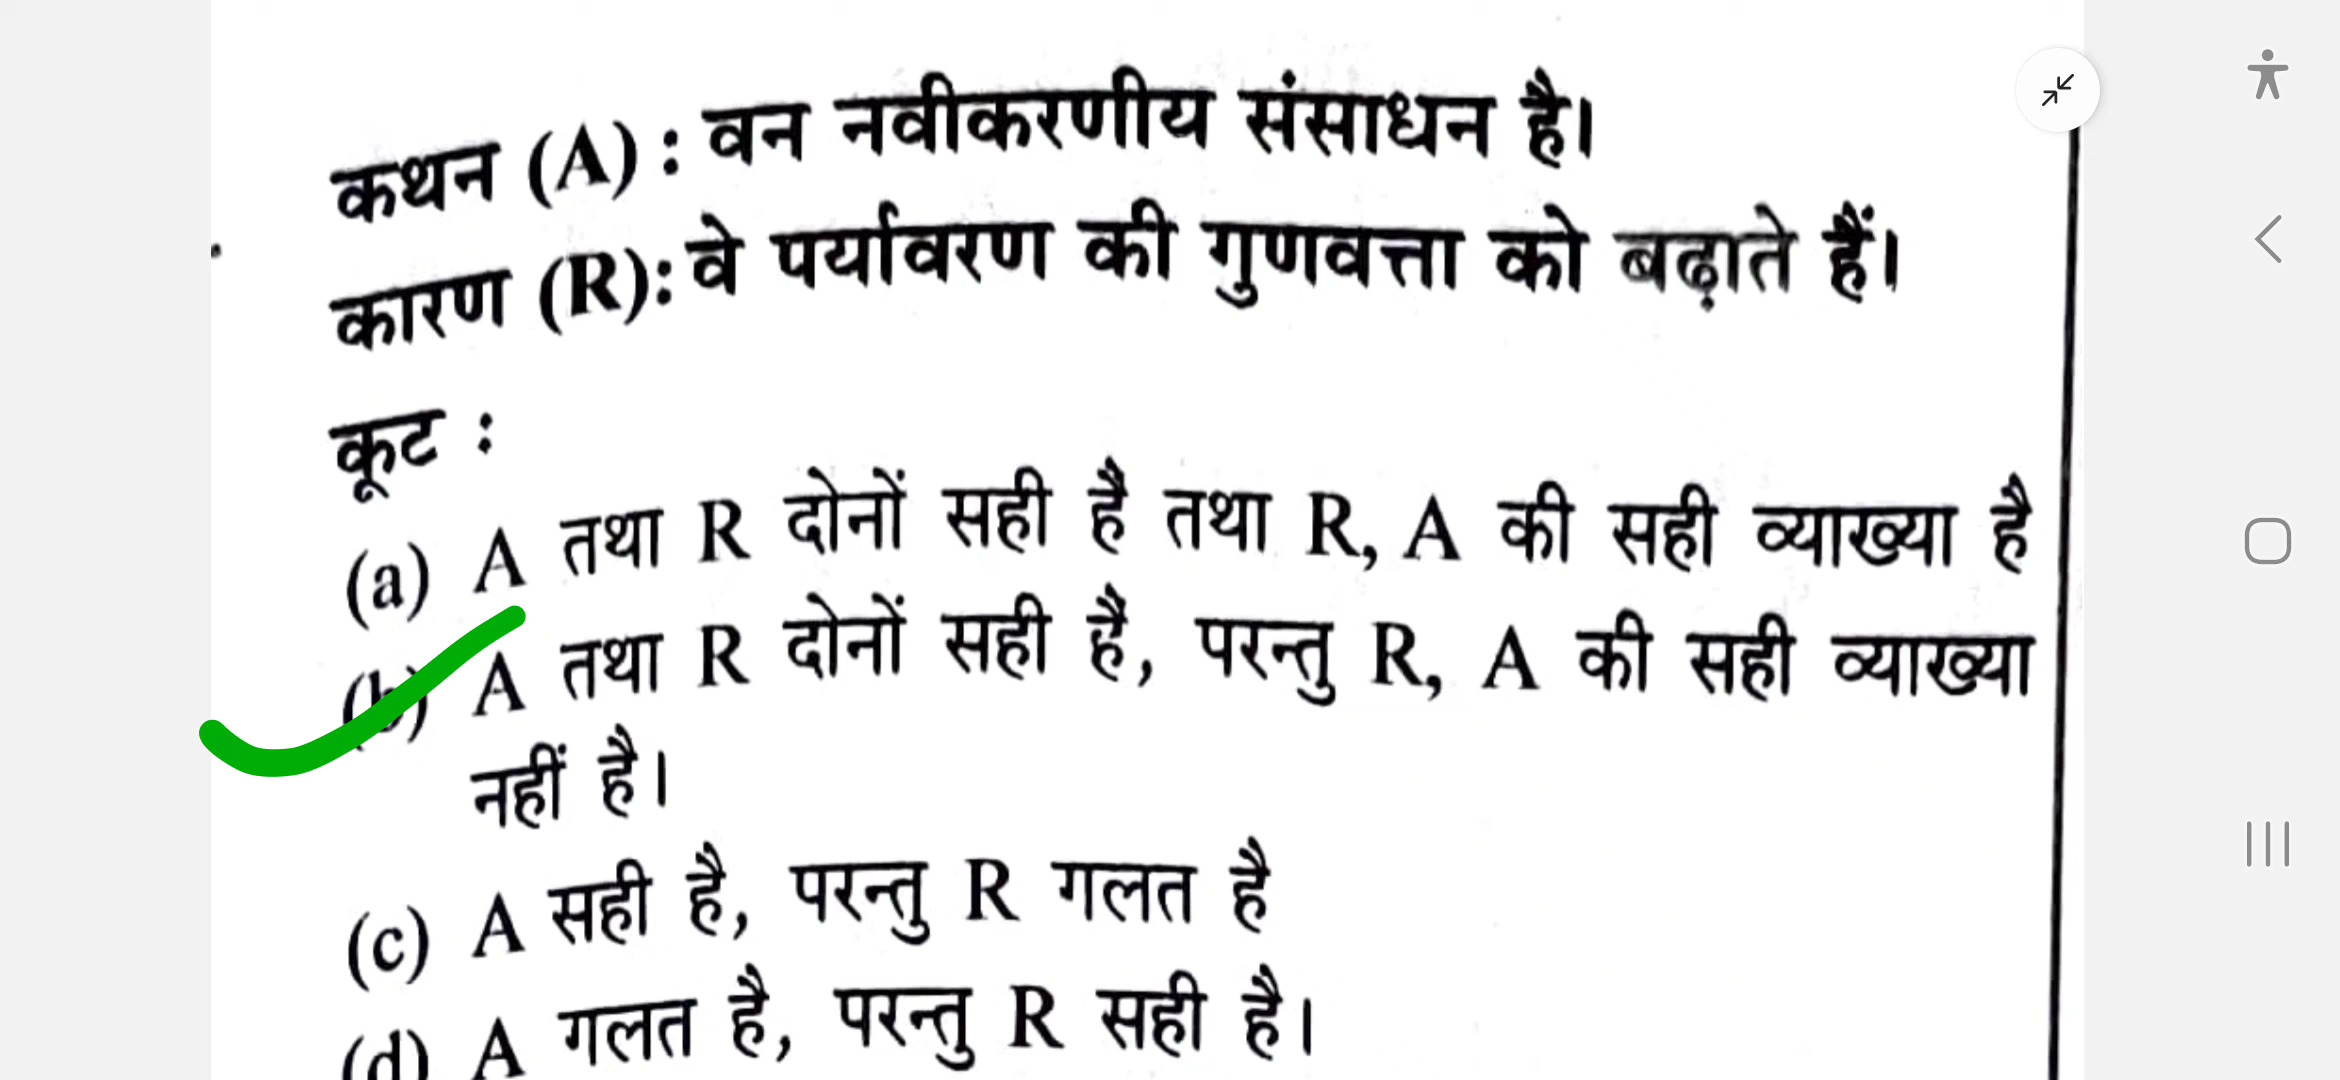 कथन (A) : वन नवीकरणीय संसाधन है।
कारण (R): वे पर्यावरण की गुणवत्ता को बढ़ाते हैं।
कूट :
(a) A तथा R दोनों सही है तथा R, A की सही व्याख्या है
(b) A तथा R दोनों सही है, परन्तु R, A की सही व्याख्या
नहीं है।
(c) A सही है, परन्तु R गलत है
(d) A गलत है, परन्तु R सही है।